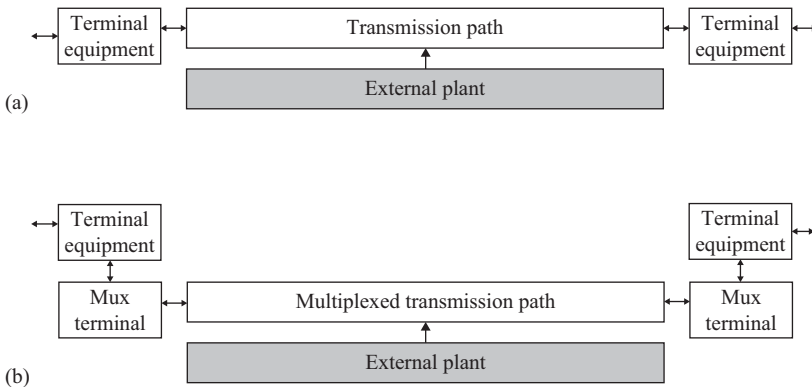 Terminal
equipment
Transmission path
Terminal
equipment
External plant
(a)
Terminal
equipment
Terminal
equipment
Mux
terminal
Multiplexed transmission path
Mux
terminal
External plant
(b)